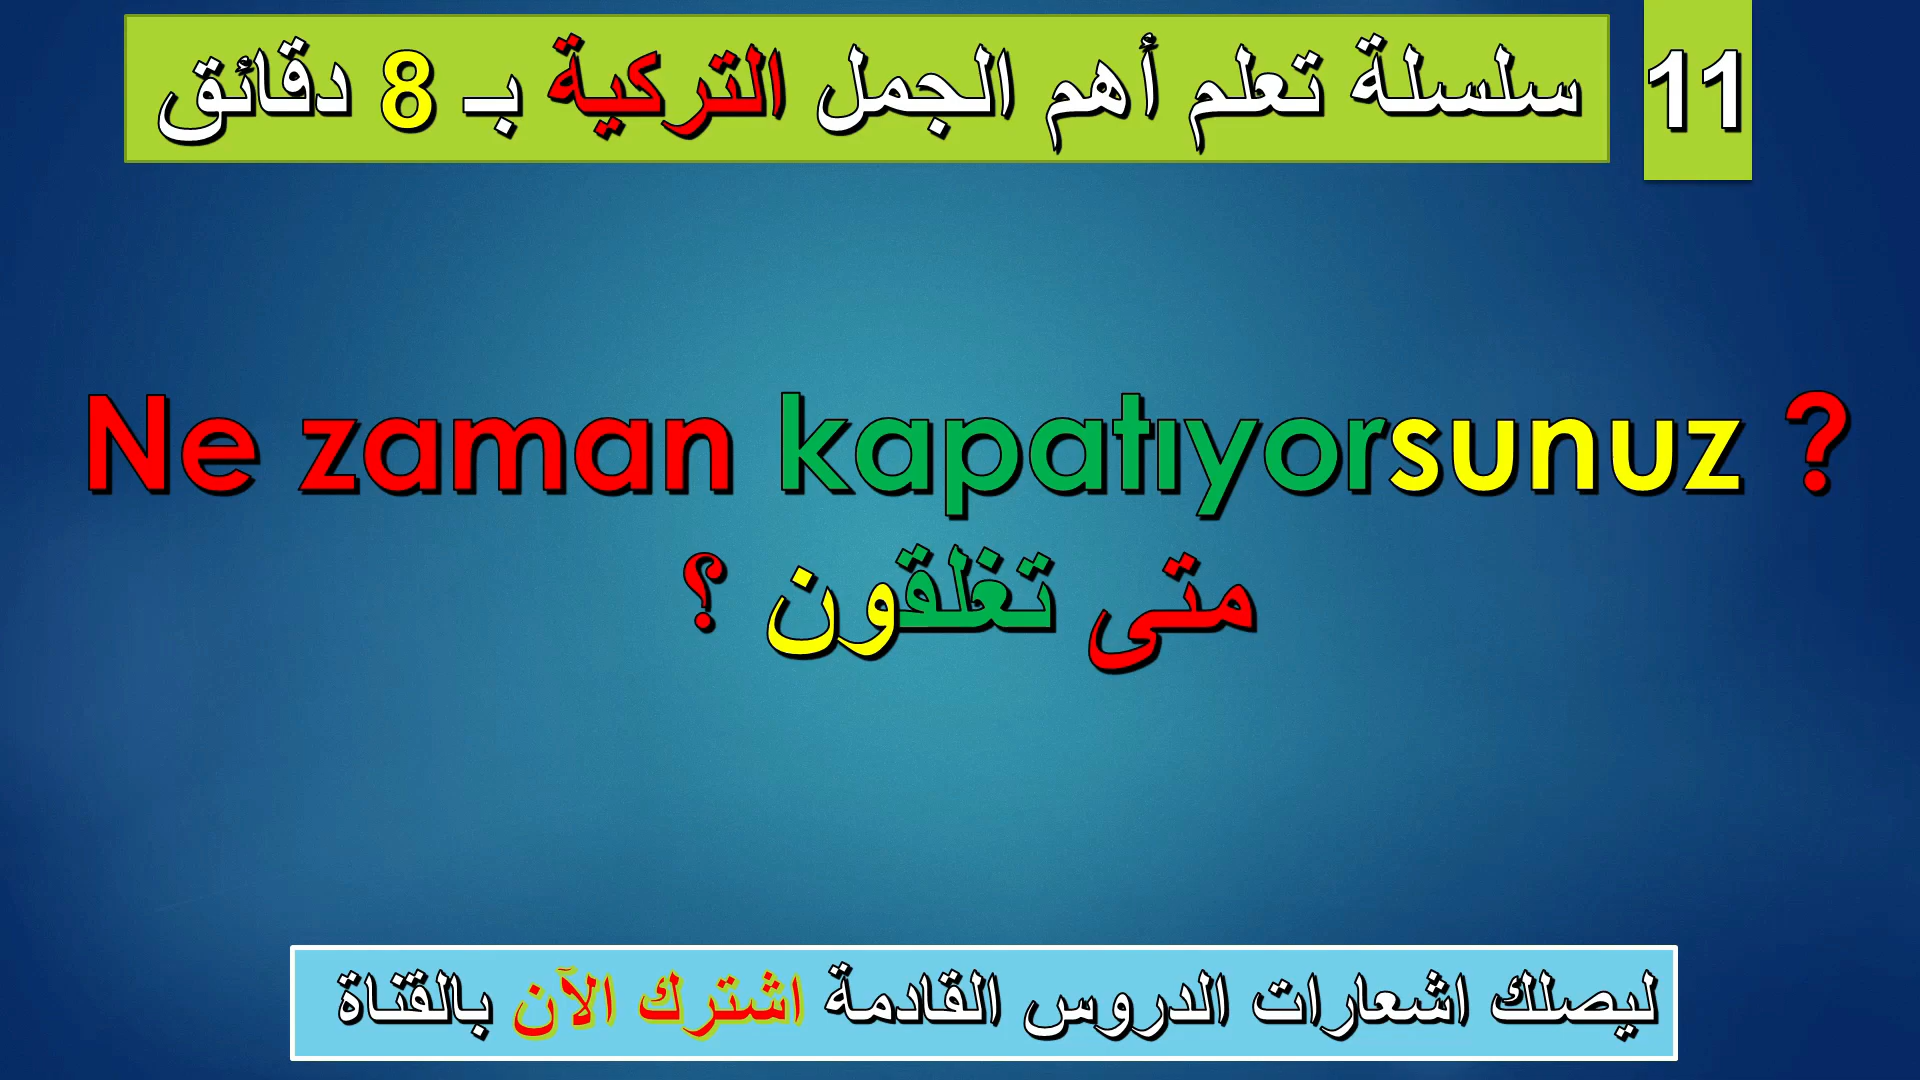 11
سلسلة تعلم أهم الجمل التركية بـ 8 دقائق
Ne zaman kapatıyorsunuz ?
متى تغلقون ؟
ليصلك اشعارات الدروس القادمة اشترك الآن بالقناة